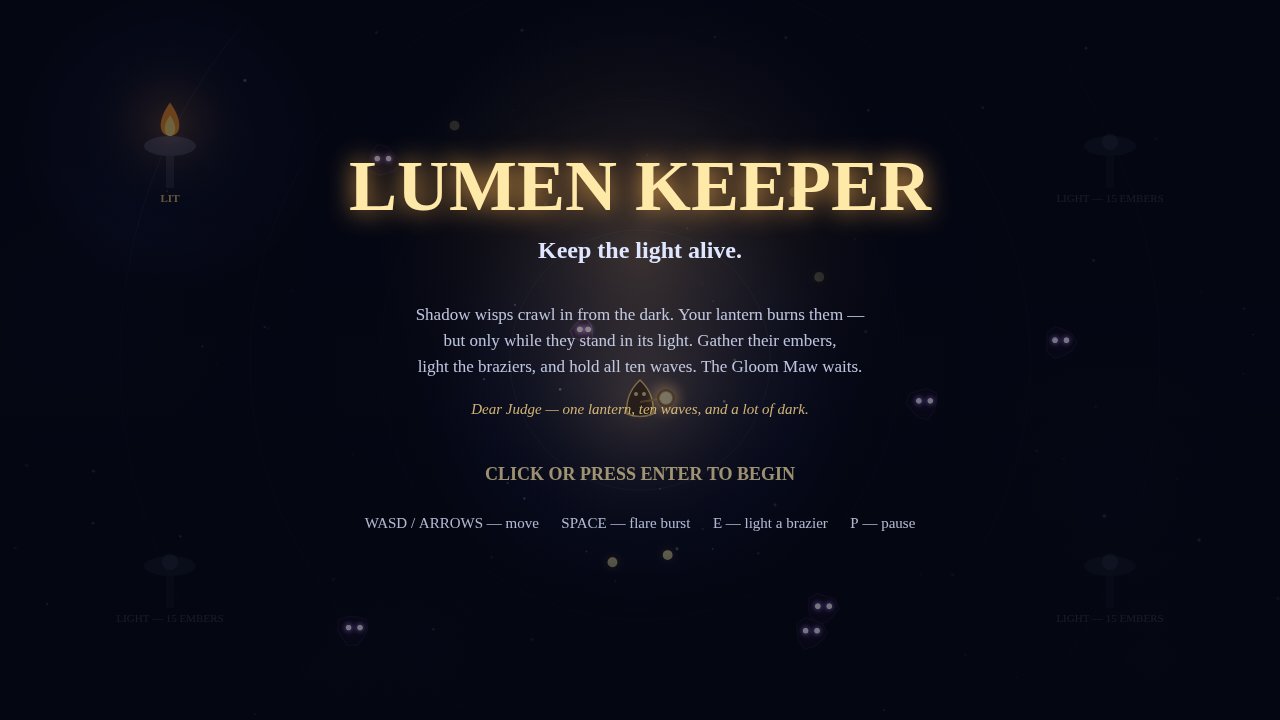 LUMEN KEEPER
LIT
LIGHT — 15 EMBERS
Keep the light alive.
Shadow wisps crawl in from the dark. Your lantern burns them —
but only while they stand in its light. Gather their embers,
light the braziers, and hold all ten waves. The Gloom Maw waits.
Dear Judge — one lantern, ten waves, and a lot of dark.
CLICK OR PRESS ENTER TO BEGIN
WASD / ARROWS — move SPACE — flare burst E — light a brazier P — pause
LIGHT — 15 EMBERS
LIGHT — 15 EMBERS